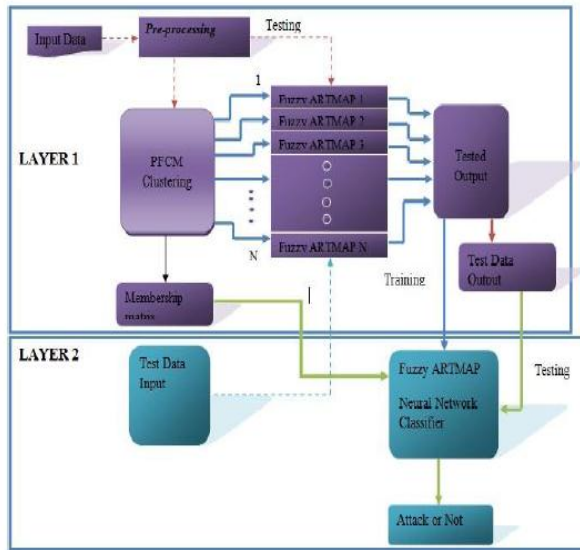 Input Data
Pre-processing
Testing
1
Fuzzy ARTMAP 1
Fuzzy ARTMAP 2
Fuzzy ARTMAP 3
Fuzzy ARTMAP N
N
LAYER 1
PFCM
Clustering
Tested
Output
Training
Test Data
Output
Membership
matrix
LAYER 2
Test Data
Input
Fuzzy ARTMAP
Neural Network
Classifier
Testing
Attack or Not